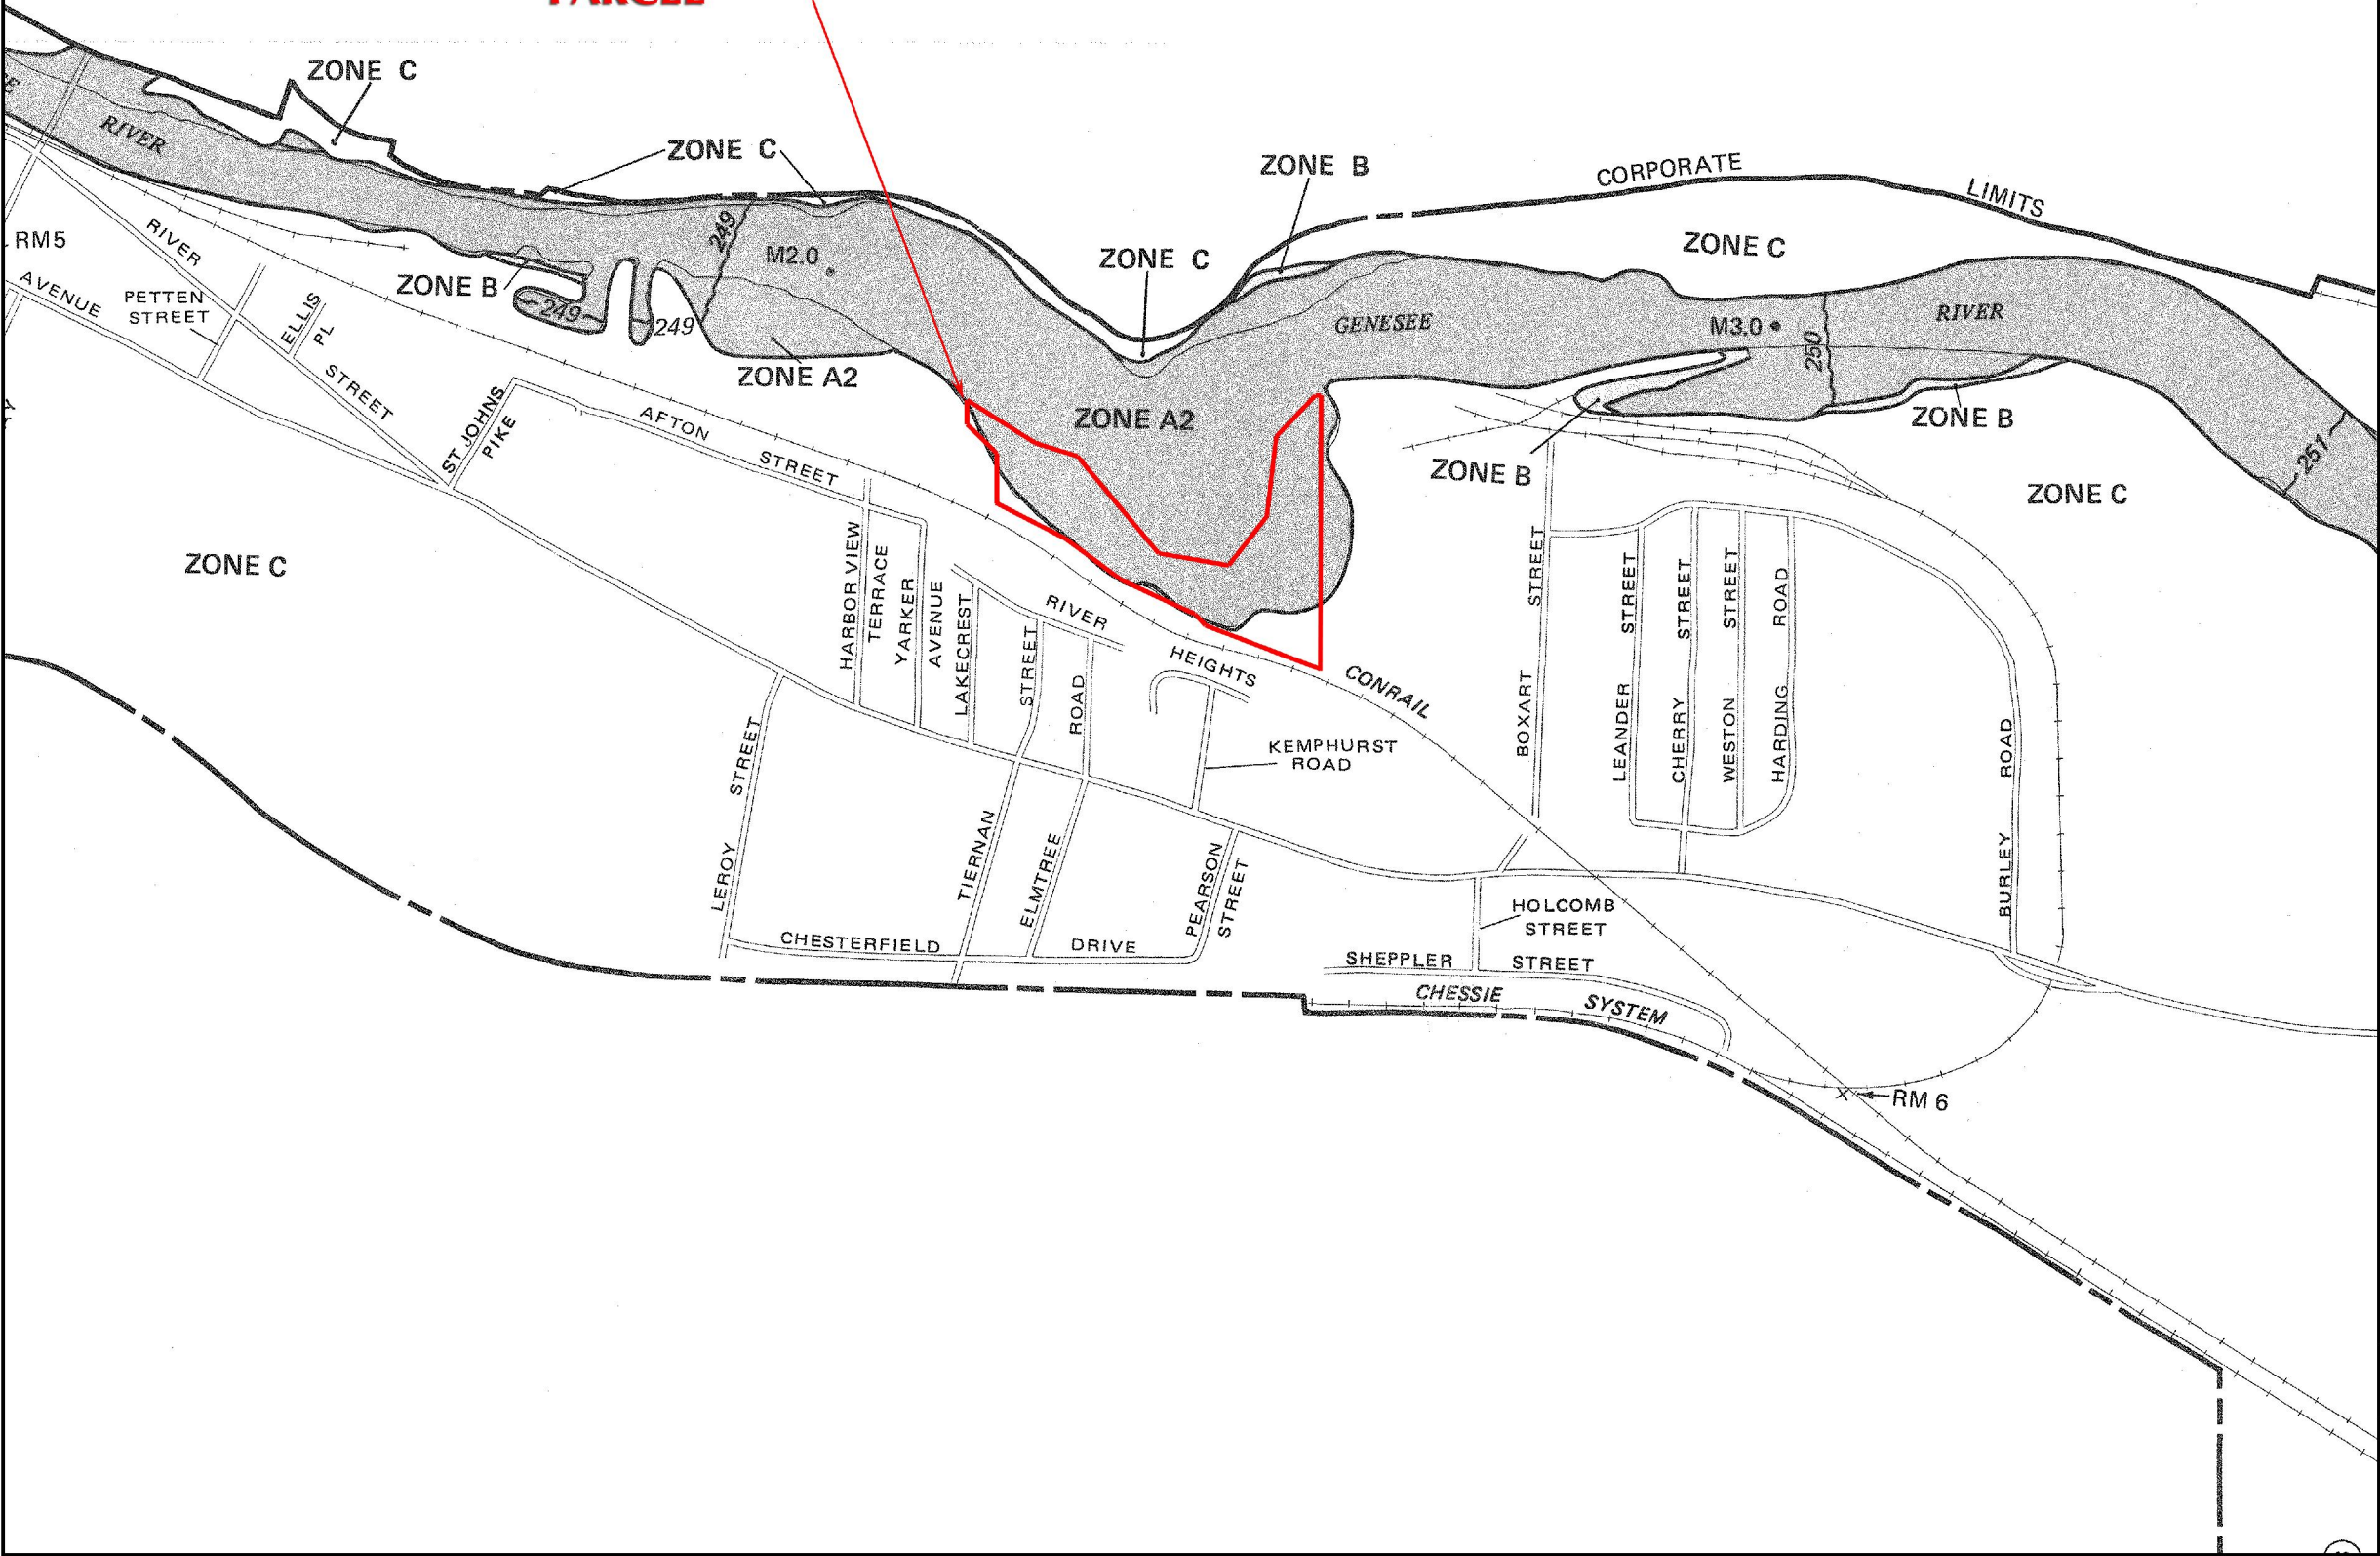 PARCEL
ZONE C
RIVER
ZONE C
ZONE B
CORPORATE
LIMITS
RM5
RIVER
249
M2.0
ZONE C
ZONE C
AVENUE
PETTEN
STREET
ELLIS
PL
ZONE B
249
249
GENESEE
M3.0
250
RIVER
STREET
ZONE A2
ZONE A2
ZONE B
ST JOHNS
PIKE
AFTON
STREET
ZONE B
251
ZONE C
ZONE C
HARBOR VIEW
TERRACE
YARKER
AVENUE
LAKECREST
STREET
RIVER
ROAD
HEIGHTS
CONRAIL
BOXART
STREET
LEANDER
STREET
CHERRY
STREET
WESTON
STREET
HARDING
ROAD
BURLEY
ROAD
KEMPHURST
ROAD
LEROY
STREET
TIERNAN
ELMTREE
PEARSON
STREET
CHESTERFIELD
DRIVE
HOLCOMB
STREET
SHEPPLER
STREET
CHESSIE
SYSTEM
RM 6